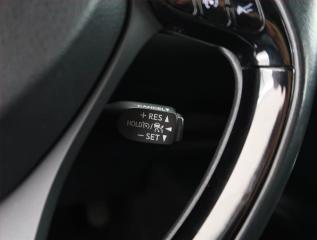 CANCEL
+ RES ▲
HOLD / ◀
− SET ▼